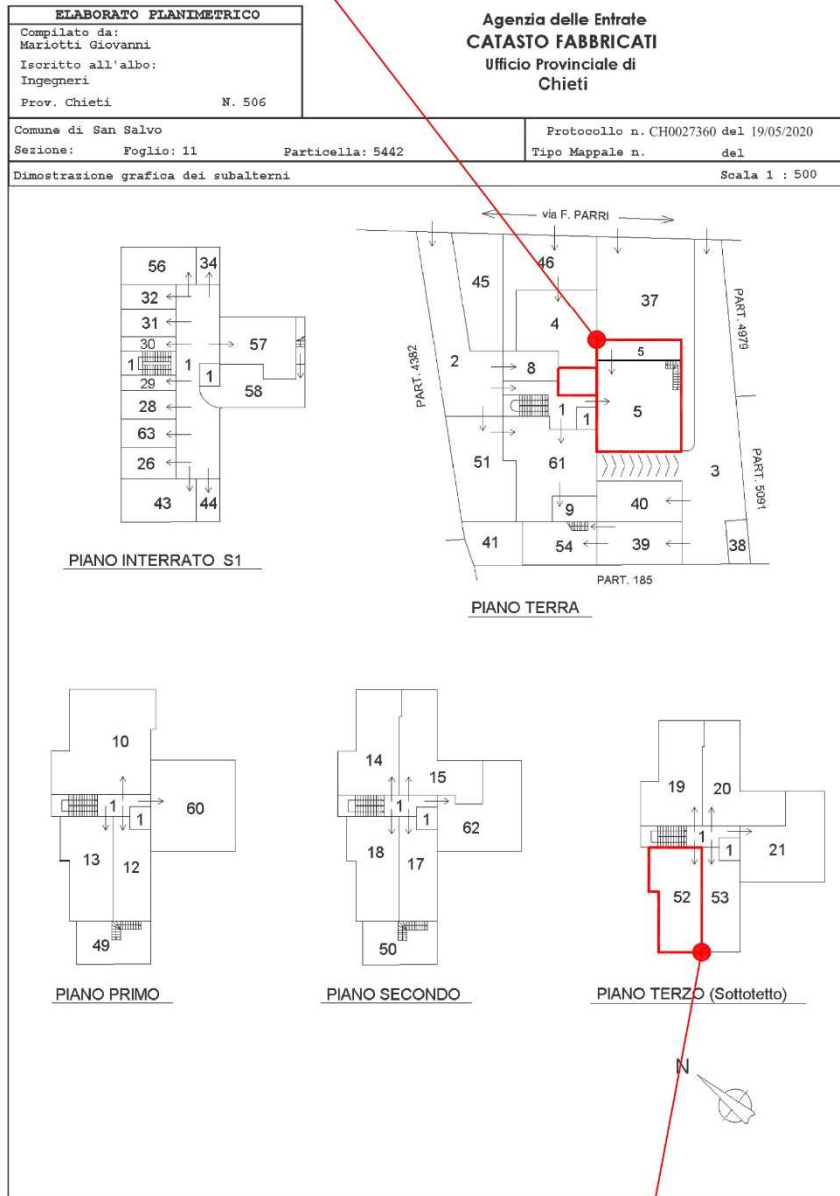 ELABORATO PLANIMETRICO
Compilato da:
Mariotti Giovanni
Iscritto all'albo:
Ingegneri
Prov. Chieti N. 506
Agenzia delle Entrate
CATASTO FABBRICATI
Ufficio Provinciale di
Chieti
Comune di San Salvo
Sezione: Foglio: 11 Particella: 5442
Protocollo n. CH0027360 del 19/05/2020
Tipo Mappale n. del
Dimostrazione grafica dei subalterni
Scala 1 : 500
56 34
32
31
30
1 1
29
28
63
26
43 44
57
1
58
PIANO INTERRATO S1
via F. PARRI
46
45
37
4
PART. 4979
PART. 4382
2
8
5
5
1
1
51
61
3
PART. 5091
9
40
41
54
39
38
PART. 185
PIANO TERRA
10
1
1
60
13
12
49
PIANO PRIMO
14
15
1
1
62
18
17
50
PIANO SECONDO
19
20
1
1
21
52
53
PIANO TERZO (Sottotetto)
N